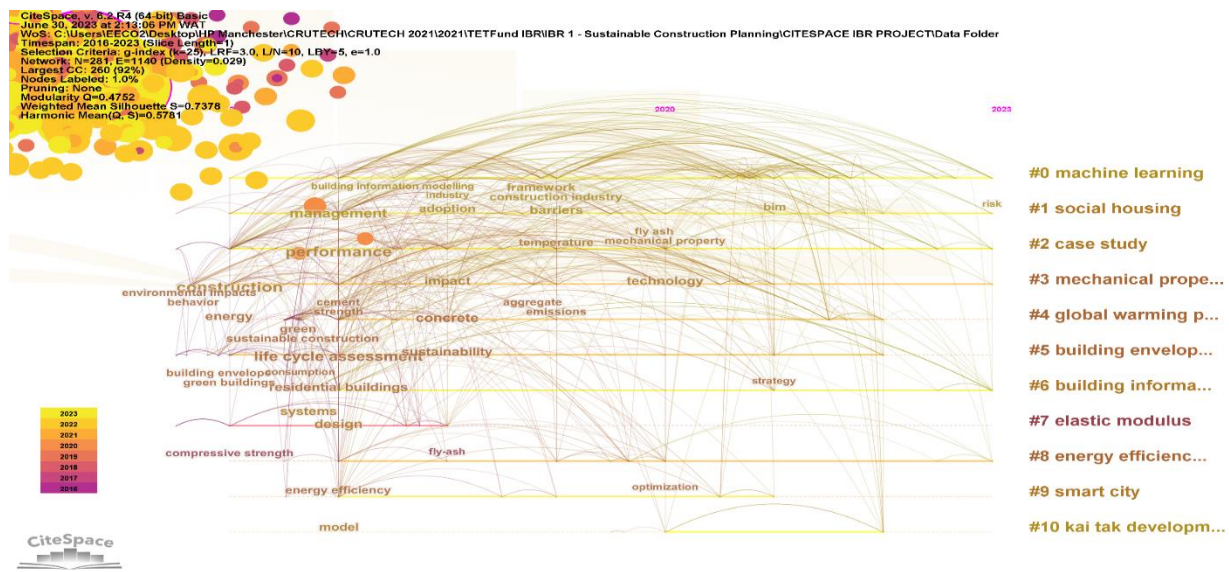 CiteSpace, v. 6.2.R4 (64-bit) Basic
June 30, 2023 at 2:13:06 PM WAT
WoS: C:\Users\EECO2\Desktop\HP Manchester\CRUTECH\CRUTECH 2021\2021\TETFund IBR\IBR 1 - Sustainable Construction Planning\CITESPACE IBR PROJECT\Data Folder
Timespan: 2016-2023 (Slice Length=1)
Selection Criteria: g-index (k=25), LRF=3.0, L/N=10, LBY=5, e=1.0
Network: N=281, E=1140 (Density=0.029)
Largest CC: 260 (92%)
Nodes Labeled: 1.0%
Pruning: None
Modularity Q=0.4752
Weighted Mean Silhouette S=0.7378
Harmonic Mean(Q, S)=0.5781
2020
2023
#0 machine learning
building information modelling
framework
industry
construction industry
management
adoption
barriers
bim
risk
#1 social housing
fly ash
performance
temperature
mechanical property
#2 case study
construction
impact
technology
#3 mechanical prope...
environmental impacts
behavior
cement
strength
aggregate
emissions
energy
concrete
#4 global warming p...
green
sustainable construction
life cycle assessment
sustainability
#5 building envelop...
building envelope
consumption
green buildings
residential buildings
strategy
#6 building informa...
systems
design
#7 elastic modulus
compressive strength
fly-ash
#8 energy efficienc...
energy efficiency
optimization
#9 smart city
model
#10 kai tak developm...
2023
2022
2021
2020
2019
2018
2017
2016
CiteSpace